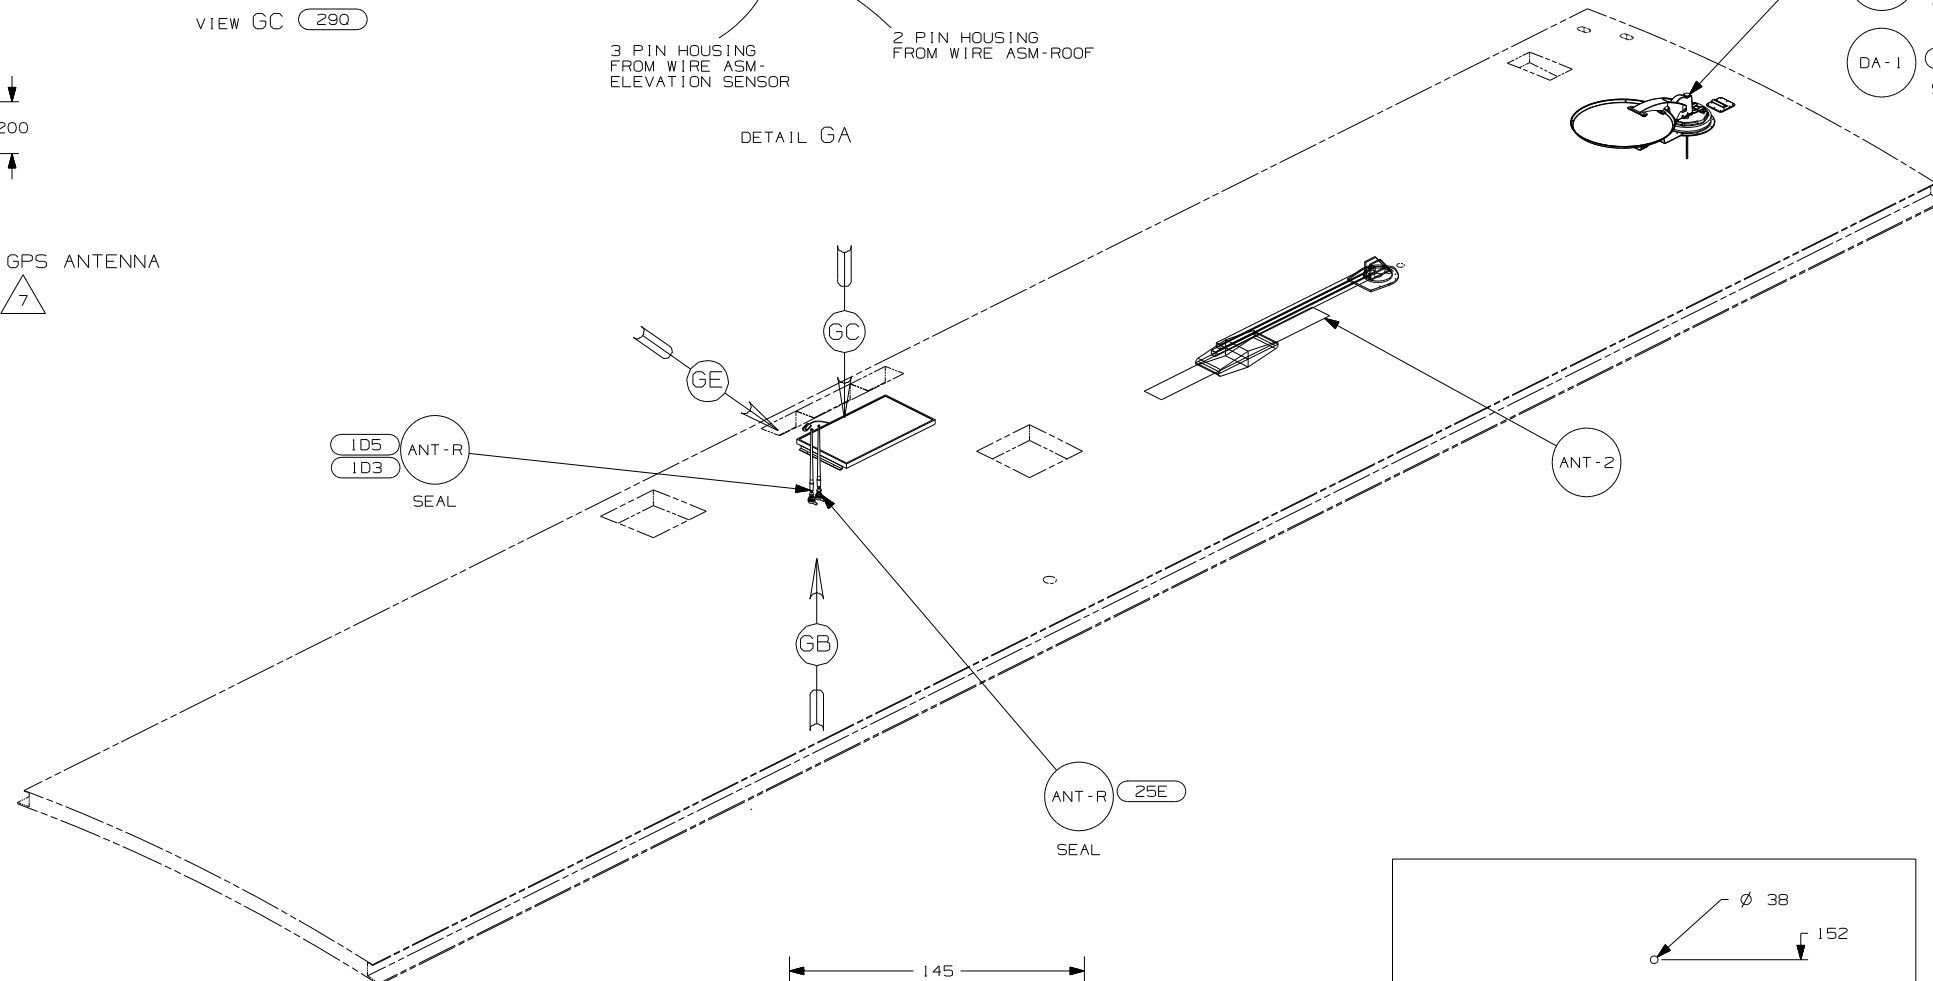 VIEW GC 29Q
3 PIN HOUSING
FROM WIRE ASM-
ELEVATION SENSOR
2 PIN HOUSING
FROM WIRE ASM-ROOF
DETAIL GA
DA-1
200
GPS ANTENNA
7
GC
GE
1D5
1D3
ANT-R
SEAL
ANT-2
GB
ANT-R
25E
SEAL
Ø 38
152
145